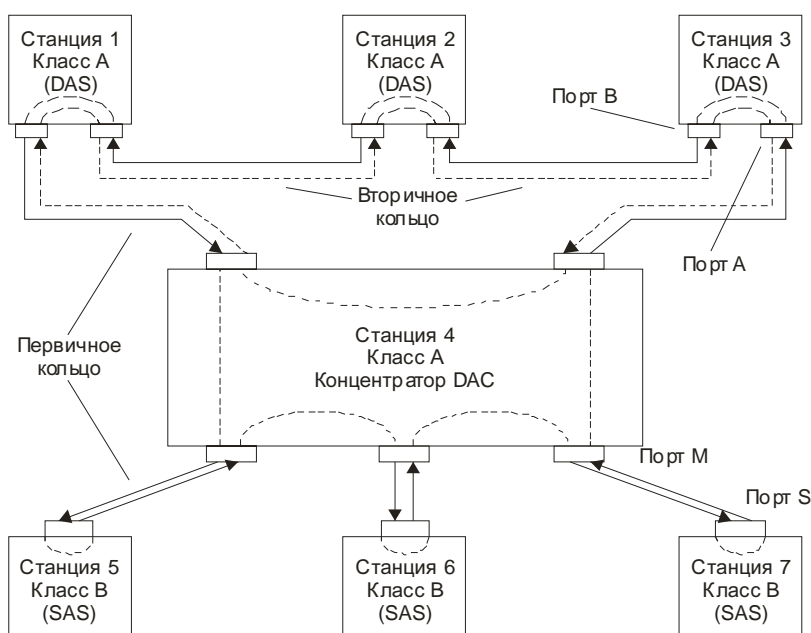 Станция 1
Класс А
(DAS)
Станция 2
Класс А
(DAS)
Станция 3
Класс А
(DAS)
Порт В
Вторичное
кольцо
Порт А
Первичное
кольцо
Станция 4
Класс А
Концентратор DAC
Порт М
Порт S
Станция 5
Класс В
(SAS)
Станция 6
Класс В
(SAS)
Станция 7
Класс В
(SAS)